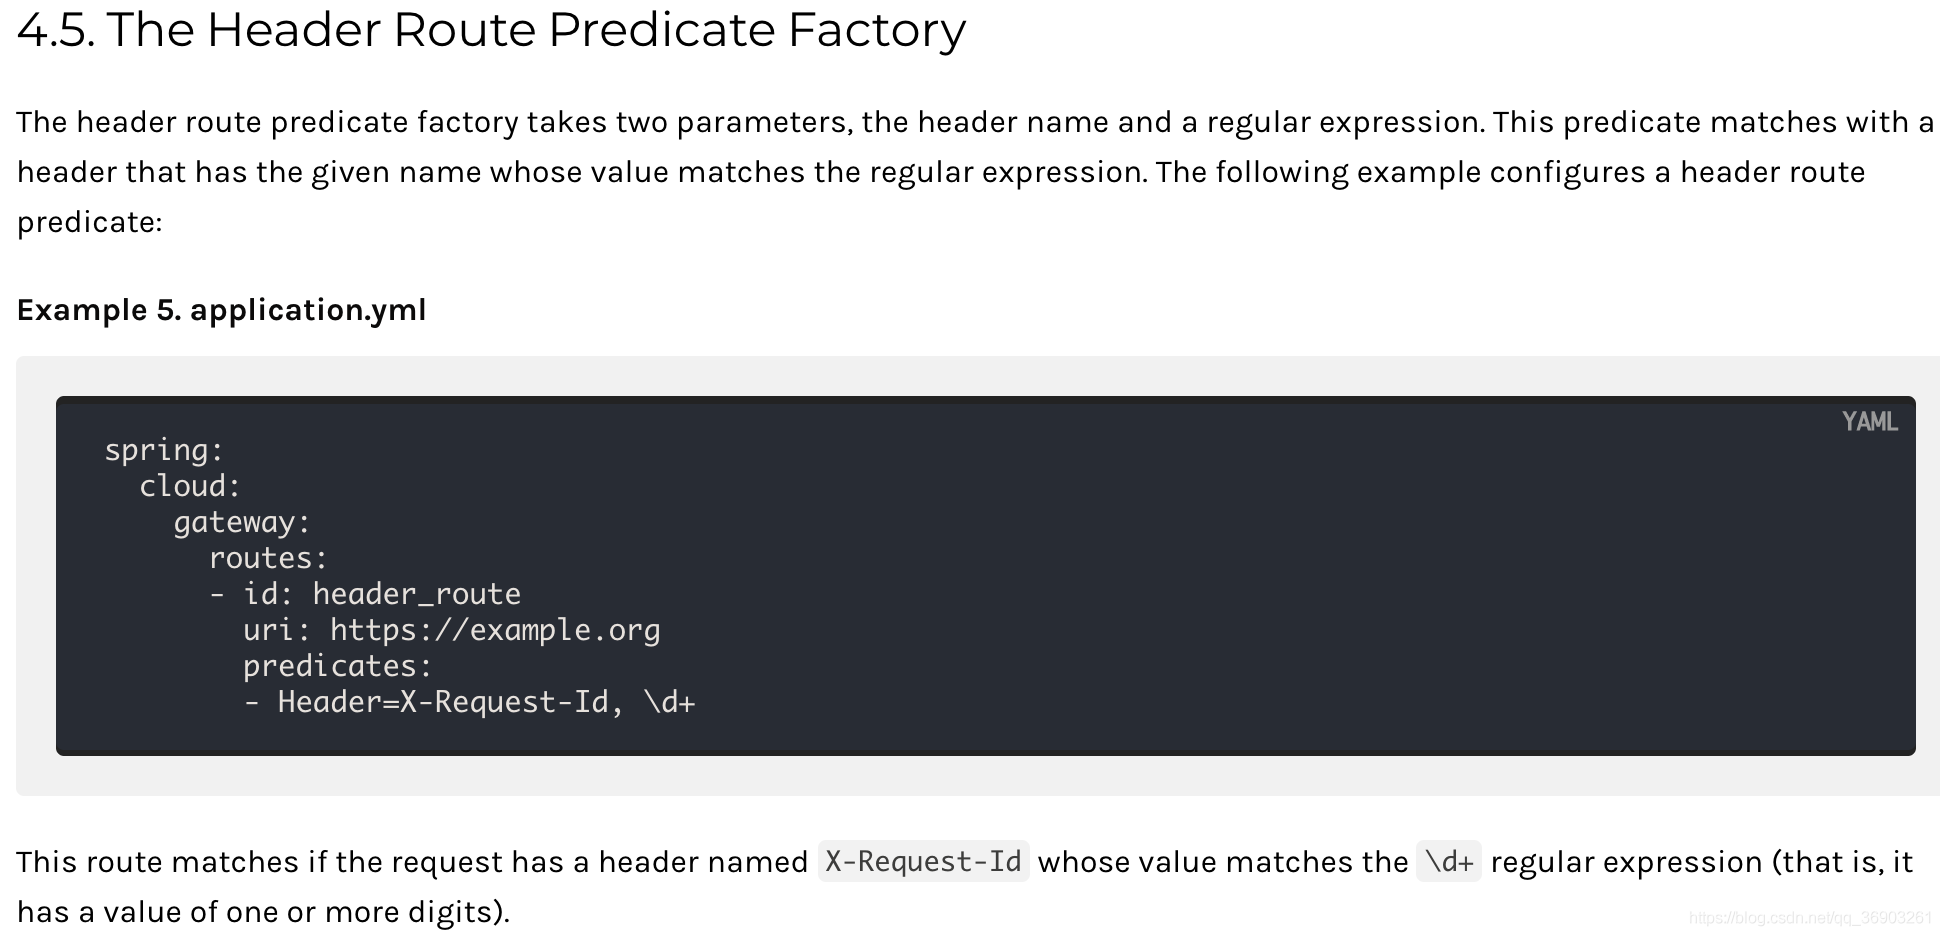 4.5. The Header Route Predicate Factory
The header route predicate factory takes two parameters, the header name and a regular expression. This predicate matches with a
header that has the given name whose value matches the regular expression. The following example configures a header route
predicate:
Example 5. application.yml
YAML
spring:
  cloud:
    gateway:
      routes:
      - id: header_route
        uri: https://example.org
        predicates:
        - Header=X-Request-Id, \d+
This route matches if the request has a header named X-Request-Id whose value matches the \d+ regular expression (that is, it
has a value of one or more digits).
https://blog.csdn.net/qq_36903261